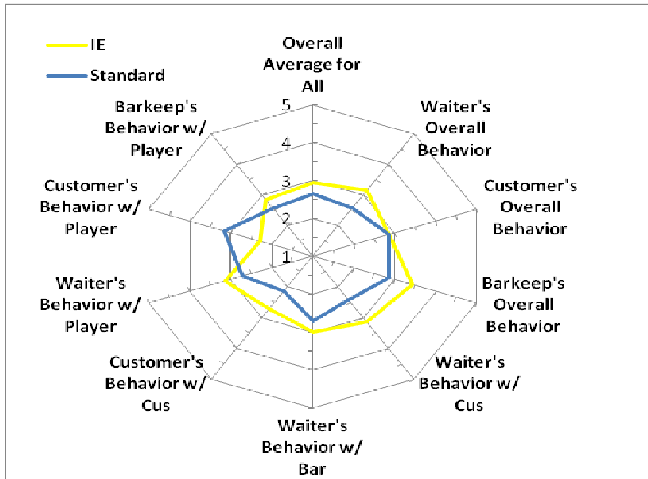 IE
Standard
Overall
Average for
All
Waiter's
Overall
Behavior
Customer's
Overall
Behavior
Barkeep's
Overall
Behavior
Waiter's
Behavior w/
Cus
Waiter's
Behavior w/
Bar
Customer's
Behavior w/
Cus
Waiter's
Behavior w/
Player
Customer's
Behavior w/
Player
Barkeep's
Behavior w/
Player
5
4
3
2
1